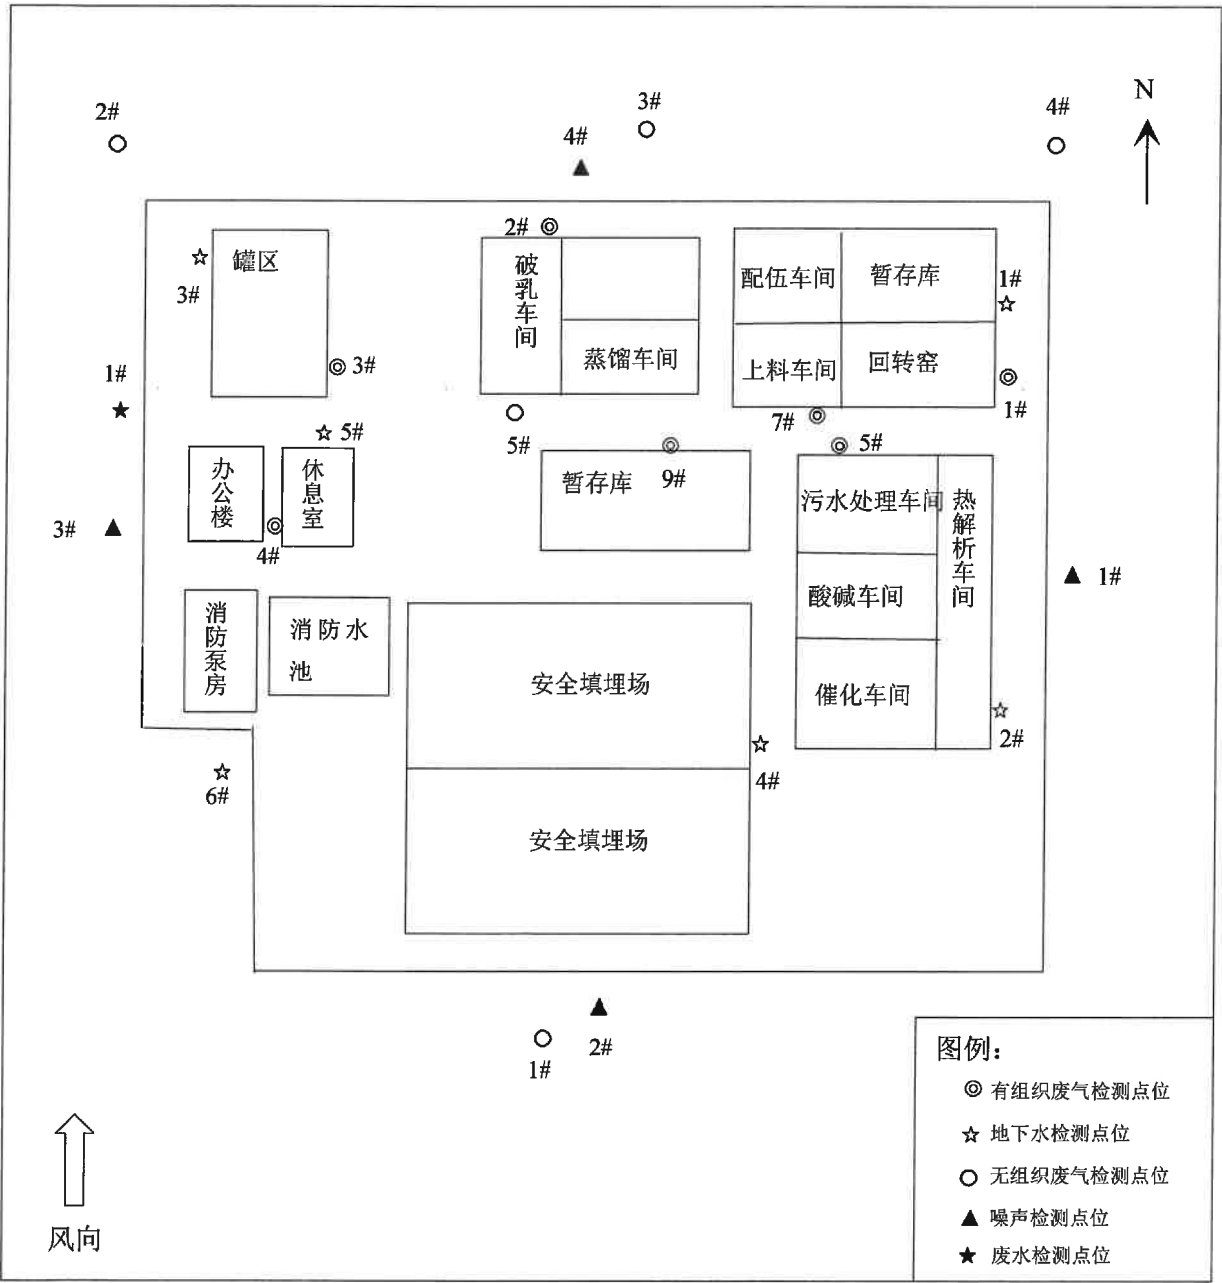 2#
3#
4#
4#
N
2#
3#
罐区
破乳车间
蒸馏车间
配伍车间
暂存库
1#
上料车间
回转窑
1#
3#
1#
7#
5#
5#
5#
办公楼
休息室
4#
3#
暂存库
9#
污水处理车间
热解析车间
酸碱车间
催化车间
1#
2#
消防泵房
消防水
池
安全填埋场
4#
6#
安全填埋场
1#
2#
风向
图例：
有组织废气检测点位
地下水检测点位
无组织废气检测点位
噪声检测点位
废水检测点位